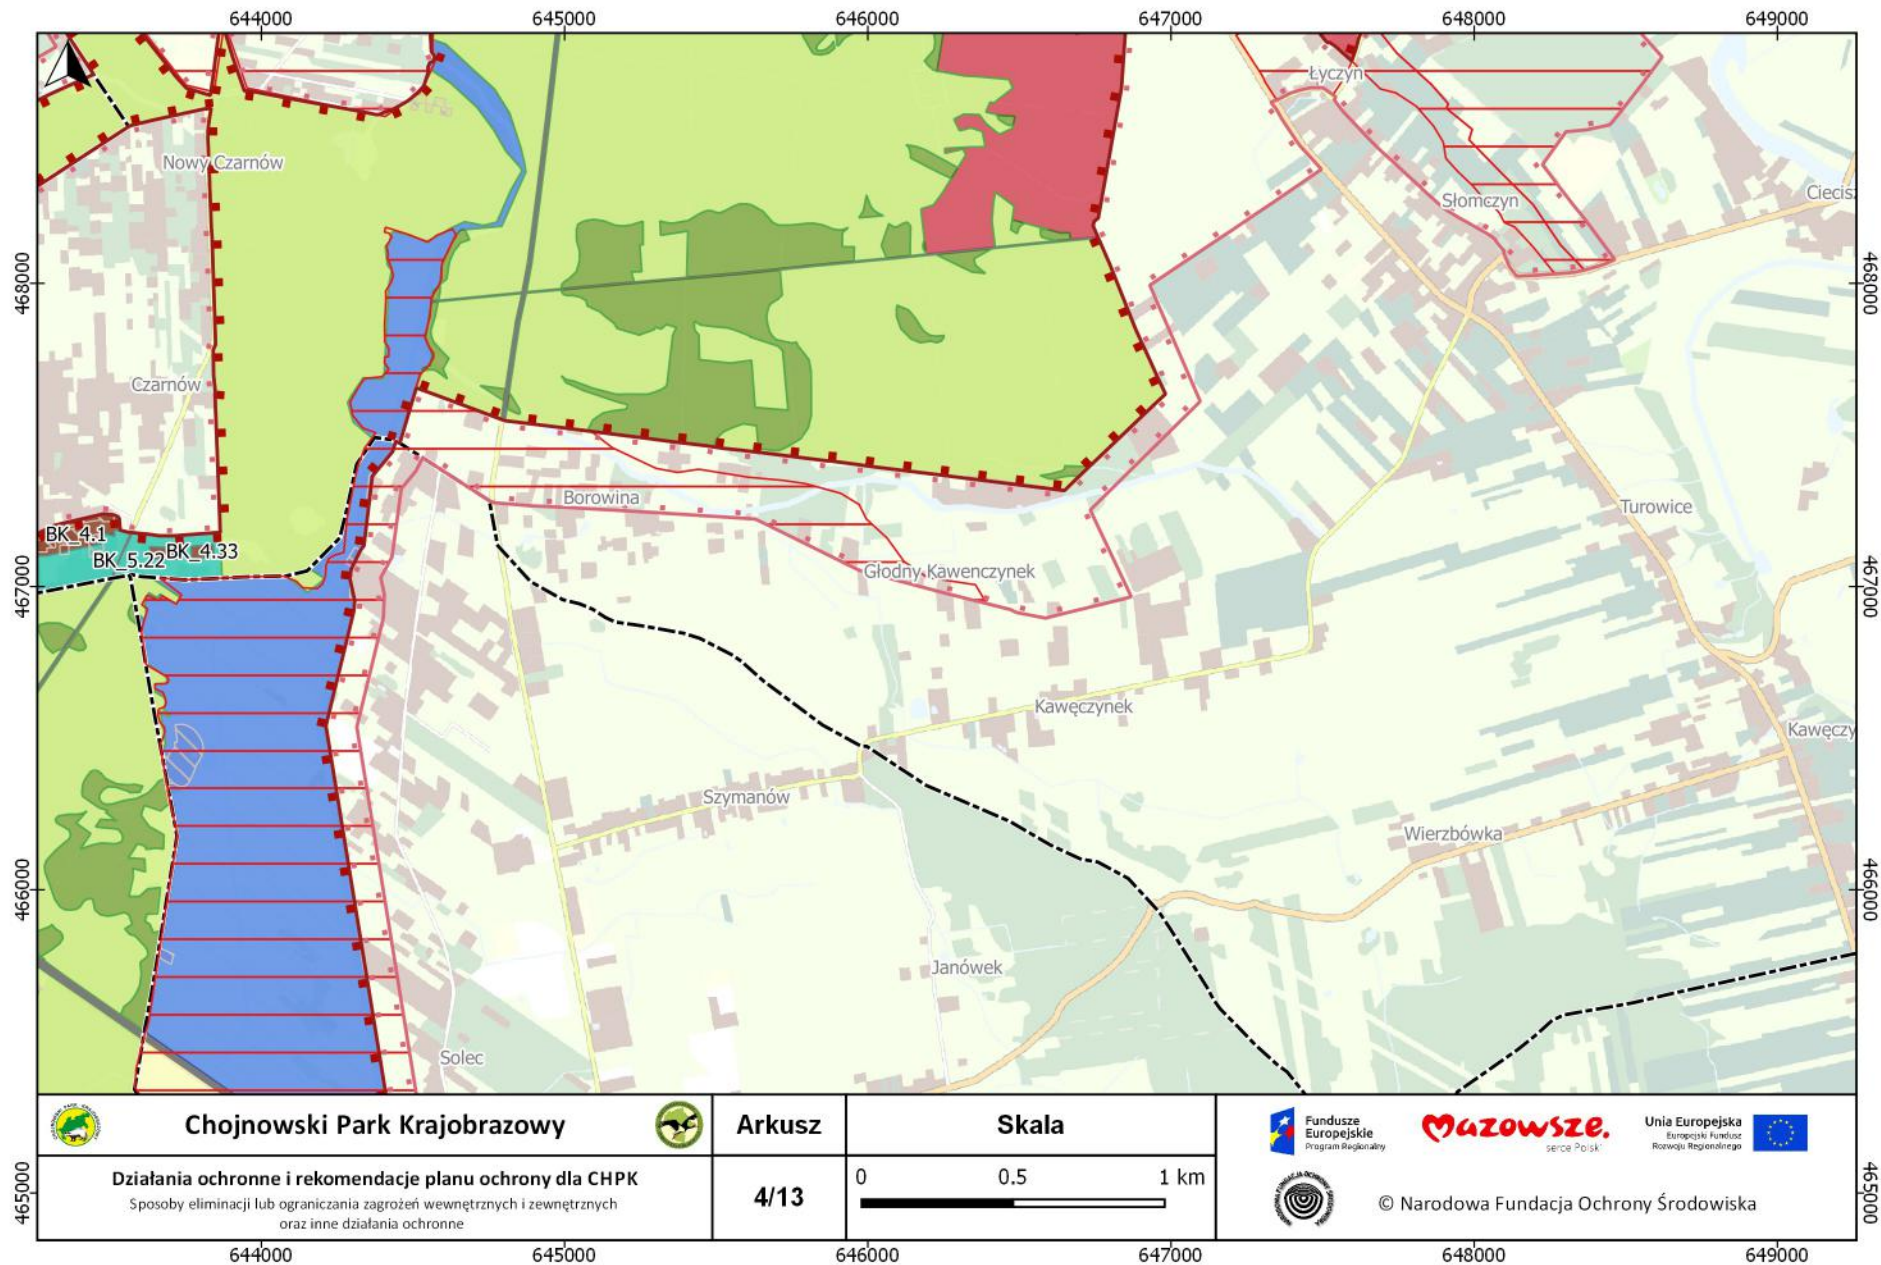 644000
645000
646000
647000
648000
649000
Łyczyn
Nowy Czarnów
Słomczyn
Ciecis
468000
468000
Czarnów
Borowina
Turowice
BK_4.1
BK_4.33
BK_5.22
Głodny Kawenczynek
467000
467000
Kawęczynek
Kawęczy
Szymanów
Wierzbówka
466000
466000
Janówek
Solec
Chojnowski Park Krajobrazowy
Arkusz
Skala
Fundusze
Europejskie
Program Regionalny
Mazowsze.
serce Polski
Unia Europejska
Europejski Fundusz
Rozwoju Regionalnego
Działania ochronne i rekomendacje planu ochrony dla CHPK
Sposoby eliminacji lub ograniczania zagrożeń wewnętrznych i zewnętrznych
oraz inne działania ochronne
4/13
0 0.5 1 km
© Narodowa Fundacja Ochrony Środowiska
465000
465000
644000
645000
646000
647000
648000
649000